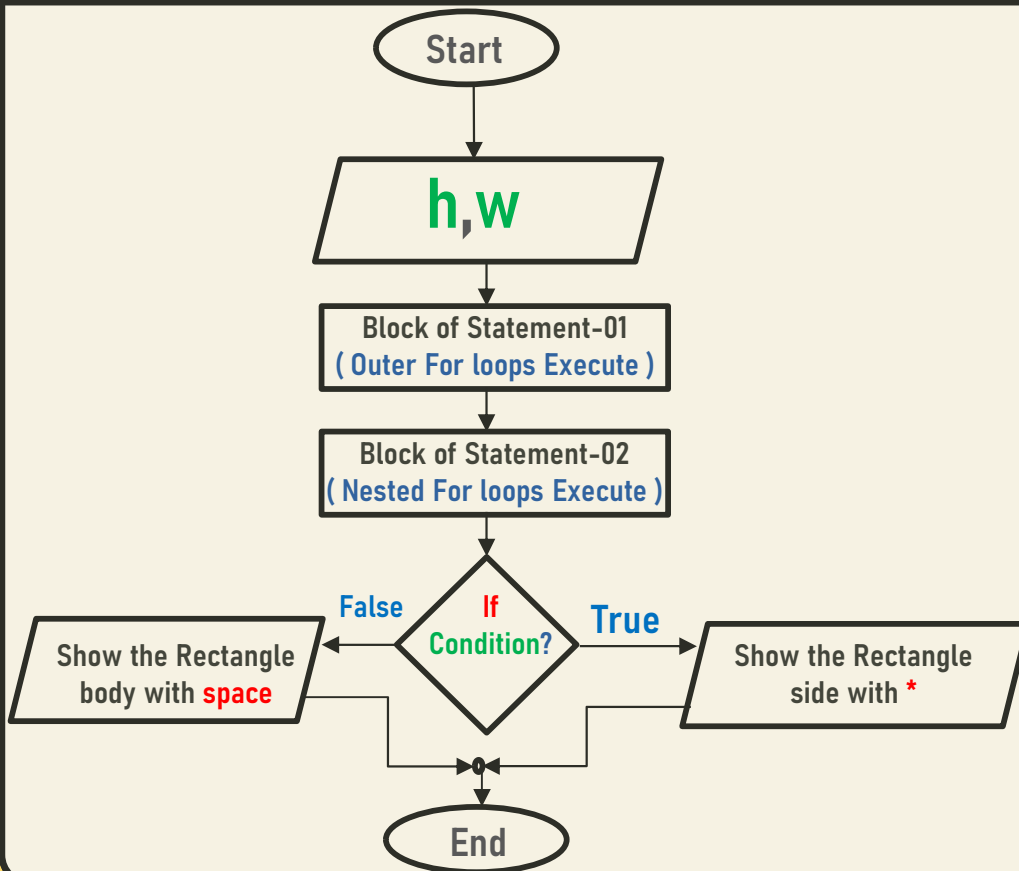 Start
h,w
Block of Statement-01
( Outer For loops Execute )
Block of Statement-02
( Nested For loops Execute )
If
Condition?
False
True
Show the Rectangle
body with space
Show the Rectangle
side with *
End